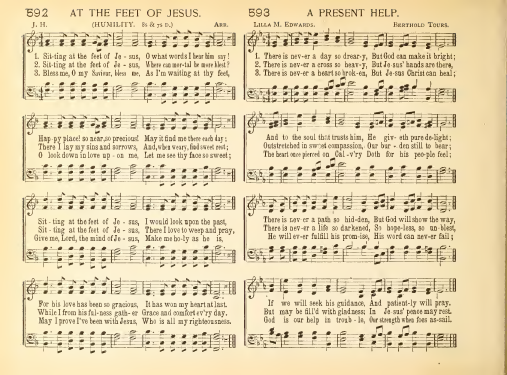 592 AT THE FEET OF JESUS.
J. H. (HUMILITY. 8s & 7s D.) ARR.
1. Sit-ting at the feet of Je - sus, O what words I hear him say!
2. Sit-ting at the feet of Je - sus, Where can mor-tal be more blest?
3. Bless me, O my Saviour, bless me, As I'm waiting at thy feet,
Hap-py place! so near, so precious! May it find me there each day;
There I lay my sins and sorrows, And, when weary, find sweet rest;
O look down in love up - on me, Let me see thy face so sweet;
Sit - ting at the feet of Je - sus, I would look upon the past,
Sit - ting at the feet of Je - sus, There I love to weep and pray,
Give me, Lord, the mind of Je - sus, Make me ho-ly as he is,
For his love has been so gracious, It has won my heart at last.
While I from his ful-ness gath-er Grace and comfort ev'ry day.
May I prove I've been with Jesus, Who is all my righteousness.
593 A PRESENT HELP.
LILLA M. EDWARDS. BERTHOLD TOURS.
1. There is nev-er a day so drear-y, But God can make it bright;
2. There is nev-er a cross so heav-y, But Je-sus' hands are there,
3. There is nev-er a heart so brok-en, But Je-sus Christ can heal;
And to the soul that trusts him, He giv-eth pure de-light;
Outstretched in sweet compassion, Our bur - den still to bear;
The heart once pierced on Cal-v'ry Doth for his peo-ple feel;
There is nev-er a path so hid-den, But God will show the way,
There is nev-er a life so darkened, So hope-less, so un-blest,
He will ev-er fulfill his prom-ise, His word can nev-er fail;
If we will seek his guidance, And patient-ly will pray.
But may be fill'd with gladness; In Je-sus' peace may rest.
God is our help in troub-le, Our strength when foes as-sail.